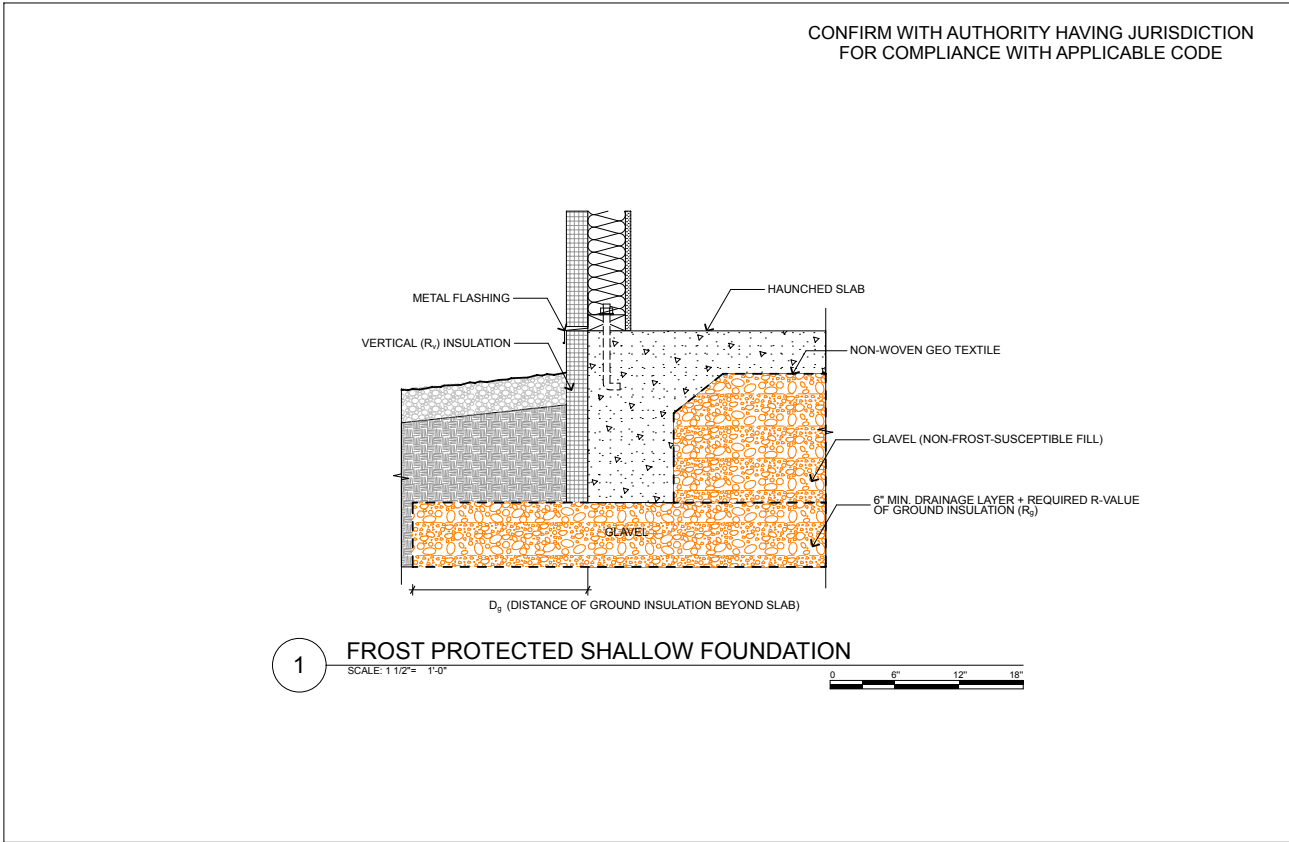 CONFIRM WITH AUTHORITY HAVING JURISDICTION
FOR COMPLIANCE WITH APPLICABLE CODE
METAL FLASHING
HAUNCHED SLAB
VERTICAL (Rv) INSULATION
NON-WOVEN GEO TEXTILE
GLAVEL (NON-FROST-SUSCEPTIBLE FILL)
6" MIN. DRAINAGE LAYER + REQUIRED R-VALUE
OF GROUND INSULATION (Rg)
GLAVEL
Dg (DISTANCE OF GROUND INSULATION BEYOND SLAB)
1
FROST PROTECTED SHALLOW FOUNDATION
SCALE: 1 1/2"= 1'-0"
0 6" 12" 18"